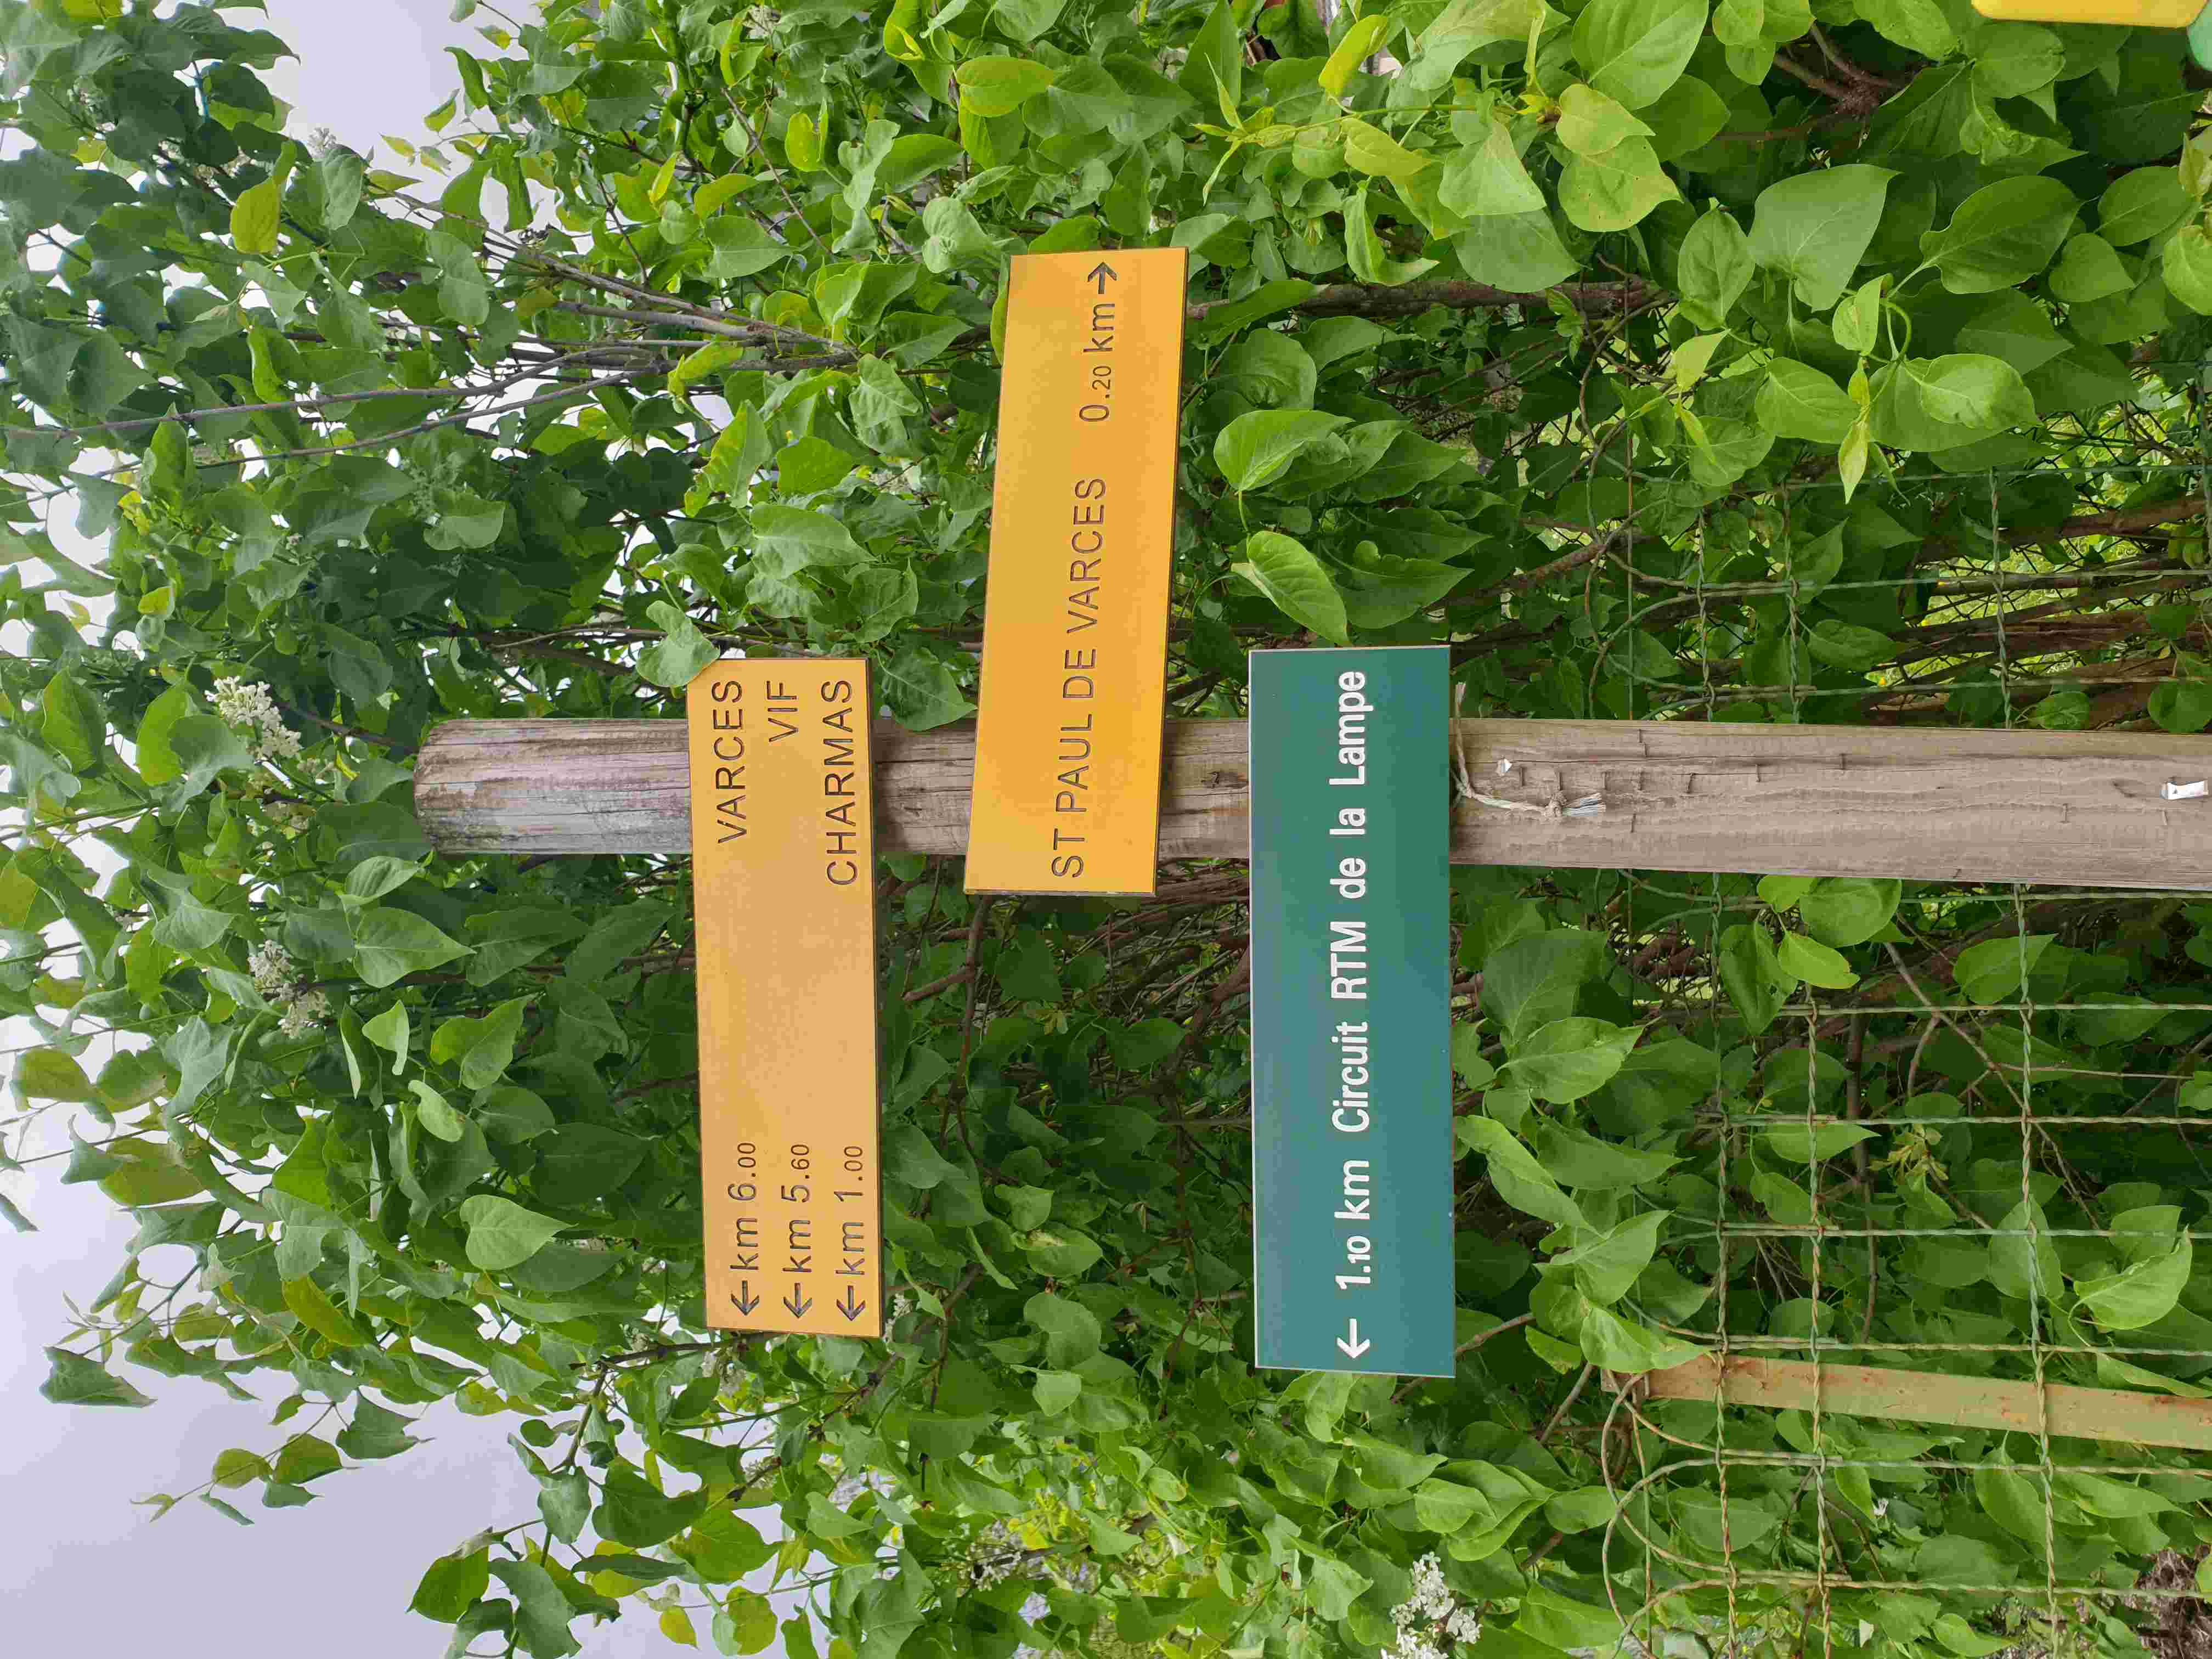 ← km 6.00 VARCES
← km 5.60 VIF
← km 1.00 CHARMAS
ST PAUL DE VARCES 0.20 km →
← 1.10 km Circuit RTM de la Lampe